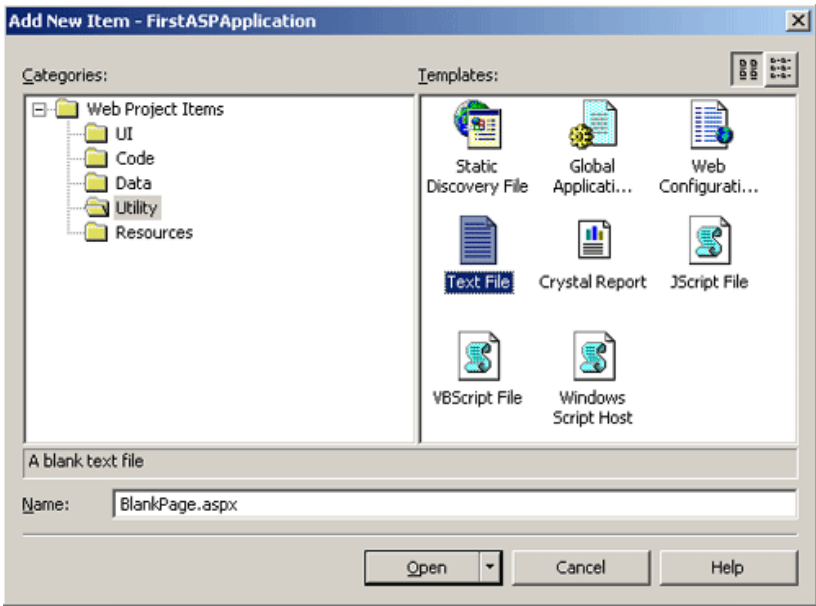 Add New Item - FirstASPApplication
Categories:
Templates:
Web Project Items
UI
Code
Data
Utility
Resources
Static
Discovery File
Global
Applicati...
Web
Configurati...
Text File
Crystal Report
JScript File
VBScript File
Windows
Script Host
A blank text file
Name:
BlankPage.aspx
Open
Cancel
Help